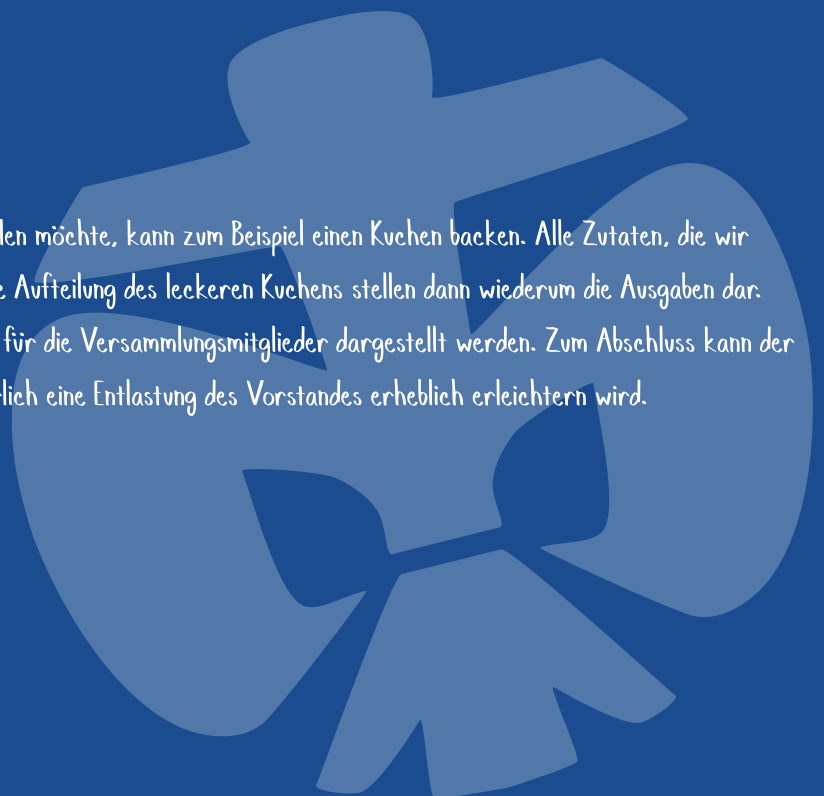 len möchte, kann zum Beispiel einen Kuchen backen. Alle Zutaten, die wir
e Aufteilung des leckeren Kuchens stellen dann wiederum die Ausgaben dar.
für die Versammlungsmitglieder dargestellt werden. Zum Abschluss kann der
lich eine Entlastung des Vorstandes erheblich erleichtern wird.